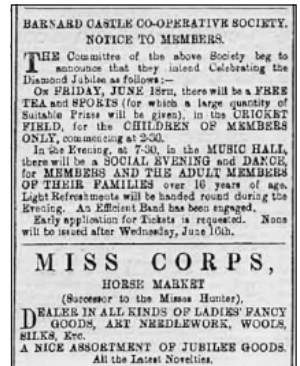 BARNARD CASTLE CO-OPERATIVE SOCIETY.
NOTICE TO MEMBERS.
THE Committee of the above Society beg to
announce that they intend Celebrating the
Diamond Jubilee as follows:—
On FRIDAY, JUNE 18TH, there will be a FREE
TEA and SPORTS (for which a large quantity of
Suitable Prizes will be given), in the CRICKET
FIELD, for the CHILDREN OF MEMBERS
ONLY, commencing at 2-30.
In the Evening, at 7-30, in the MUSIC HALL,
there will be a SOCIAL EVENING and DANCE,
for MEMBERS AND THE ADULT MEMBERS
OF THEIR FAMILIES over 16 years of age.
Light Refreshments will be handed round during the
Evening. An Efficient Band has been engaged.
Early application for Tickets is requested. None
will be issued after Wednesday, June 16th.
MISS CORPS,
HORSE MARKET
(Successor to the Misses Hunter),
DEALER IN ALL KINDS OF LADIES' FANCY
GOODS, ART NEEDLEWORK, WOOLS,
SILKS, ETC.
A NICE ASSORTMENT OF JUBILEE GOODS.
All the Latest Novelties.